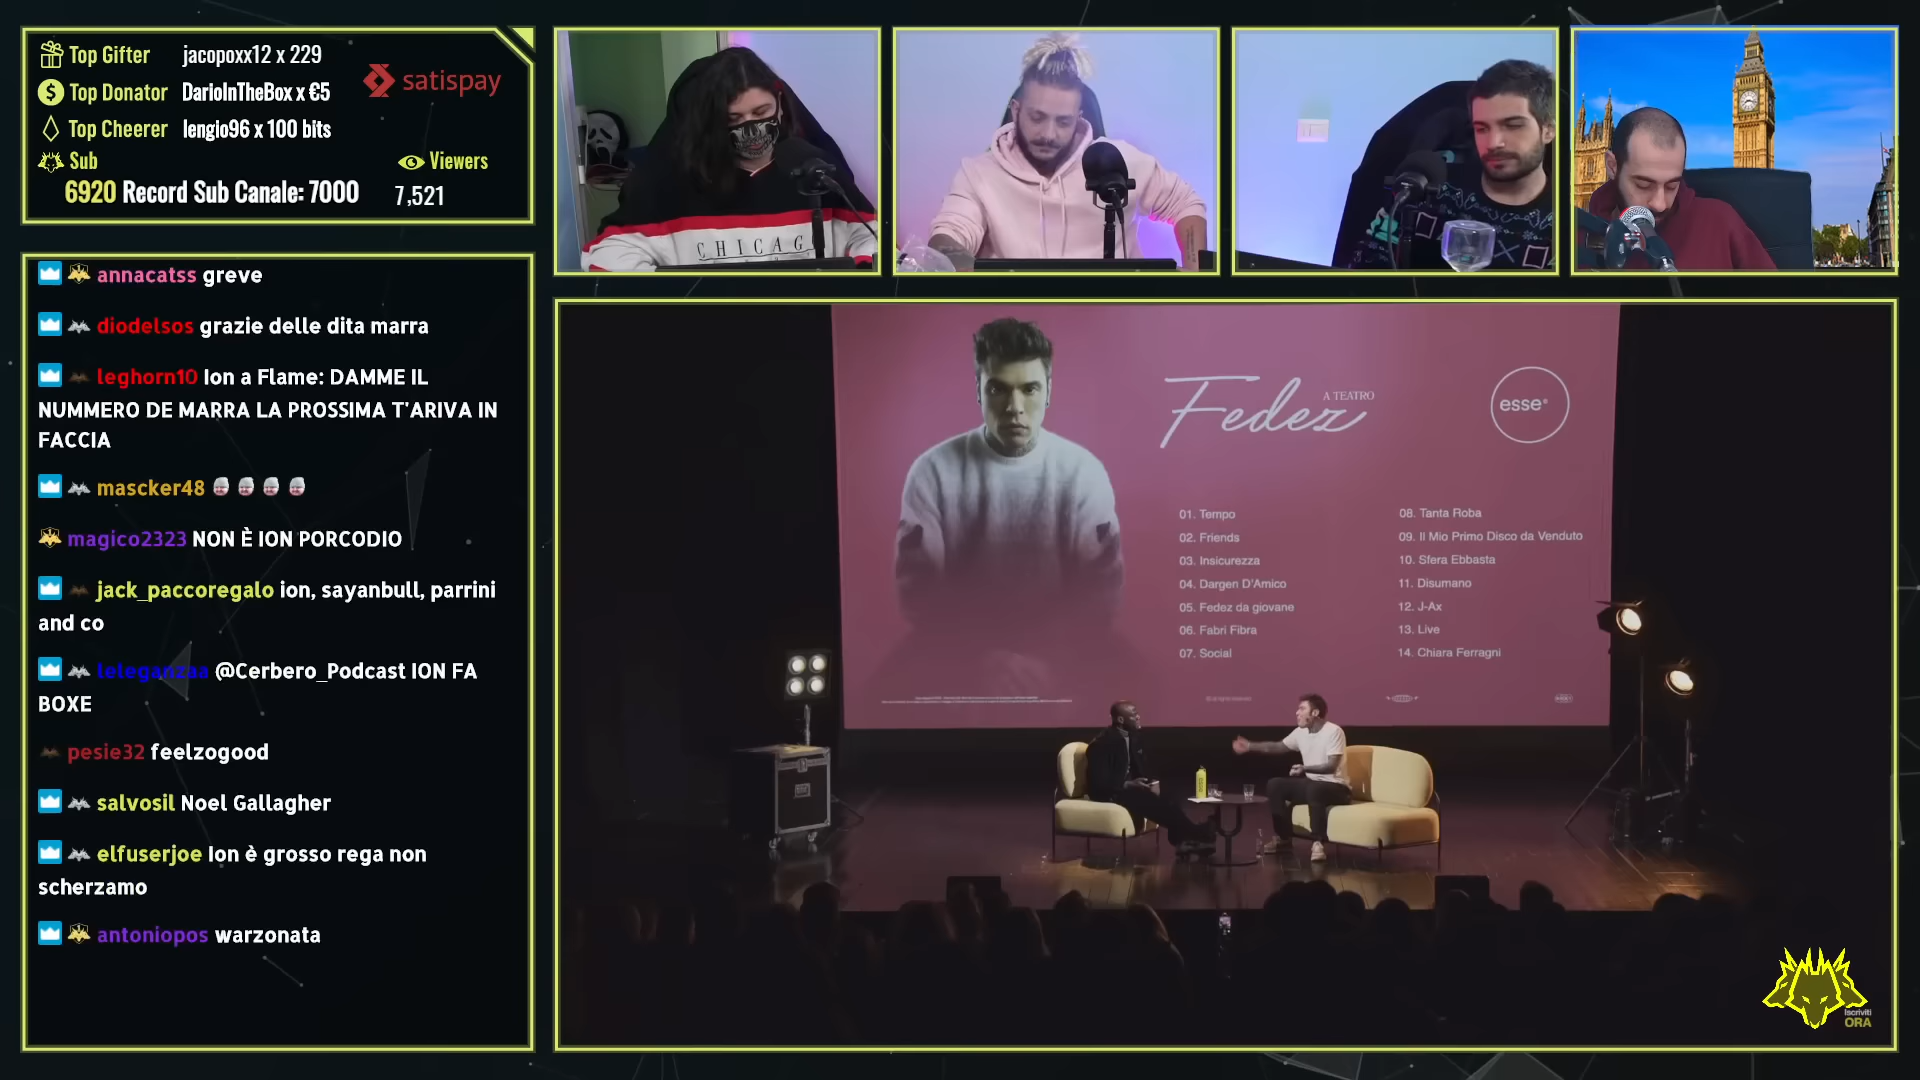 Top Gifter jacopoxx12 x 229
satispay
Top Donator DarioInTheBox x €5
Top Cheerer lengio96 x 100 bits
Sub
Viewers
6920 Record Sub Canale: 7000
7,521
annacatss greve
diodelsos grazie delle dita marra
leghorn10 Ion a Flame: DAMME IL
NUMMERO DE MARRA LA PROSSIMA T'ARIVA IN
FACCIA
mascker48
magico2323 NON È ION PORCODIO
jack_paccoregalo ion, sayanbull, parrini
and co
leleganzaa @Cerbero_Podcast ION FA
BOXE
pesie32 feelzogood
salvosil Noel Gallagher
elfuserjoe Ion è grosso rega non
scherzamo
antoniopos warzonata
CHICAG
Fedez
A TEATRO
esse
01. Tempo
02. Friends
03. Insicurezza
04. Dargen D'Amico
05. Fedez da giovane
06. Fabri Fibra
07. Social
08. Tanta Roba
09. Il Mio Primo Disco da Venduto
10. Sfera Ebbasta
11. Disumano
12. J-Ax
13. Live
14. Chiara Ferragni
Iscriviti
ORA